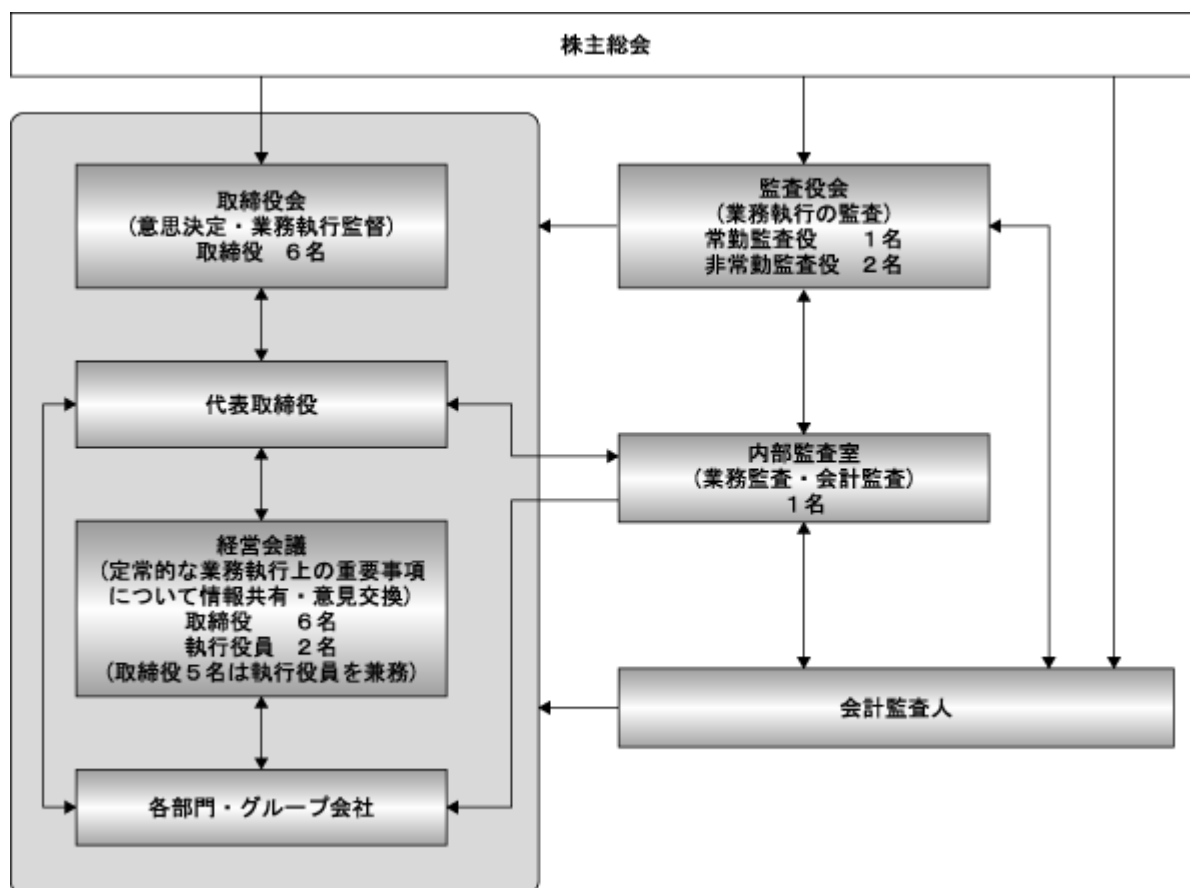 株主総会
取締役会
(意思決定・業務執行監督)
取締役　６名
監査役会
(業務執行の監査)
常勤監査役　　１名
非常勤監査役　２名
代表取締役
内部監査室
(業務監査・会計監査)
１名
経営会議
(定常的な業務執行上の重要事項
について情報共有・意見交換)
取締役　　６名
執行役員　２名
(取締役５名は執行役員を兼務)
会計監査人
各部門・グループ会社